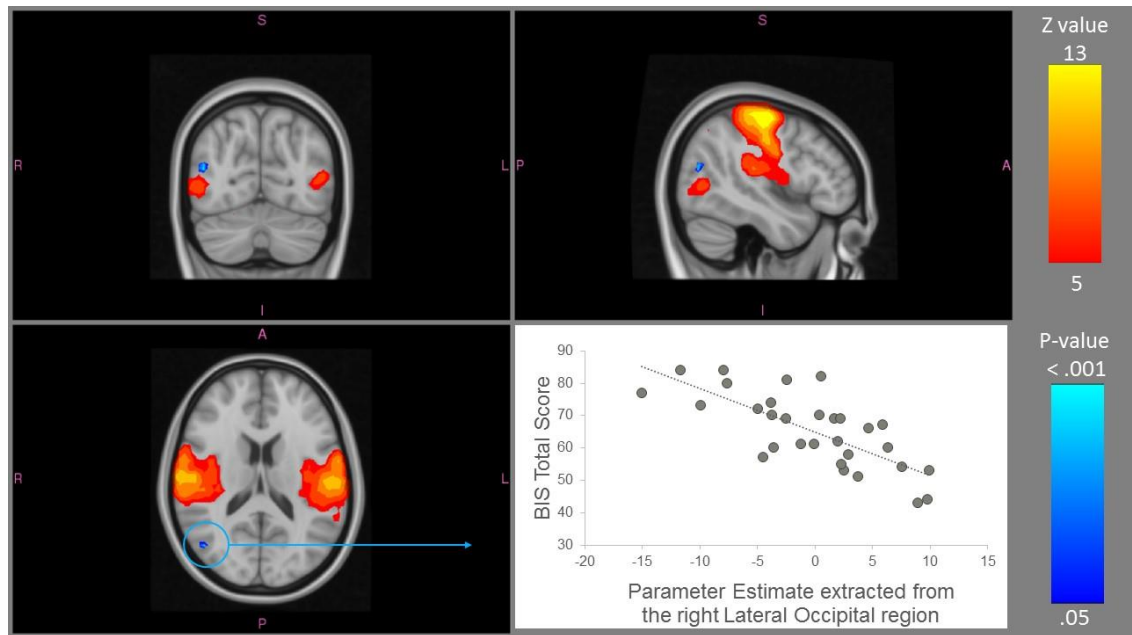 S
R
L
I
S
P
A
I
Z value
13
5
A
R
L
P
90
80
70
60
50
40
30
BIS Total Score
-20
-15
-10
-5
0
5
10
15
Parameter Estimate extracted from
the right Lateral Occipital region
P-value
< .001
.05